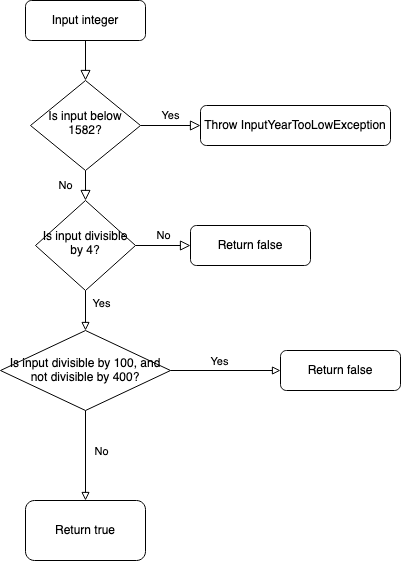 Input integer
Is input below
1582?
Yes
Throw InputYearTooLowException
No
Is input divisible
by 4?
No
Return false
Yes
Is input divisible by 100, and
not divisible by 400?
Yes
Return false
No
Return true